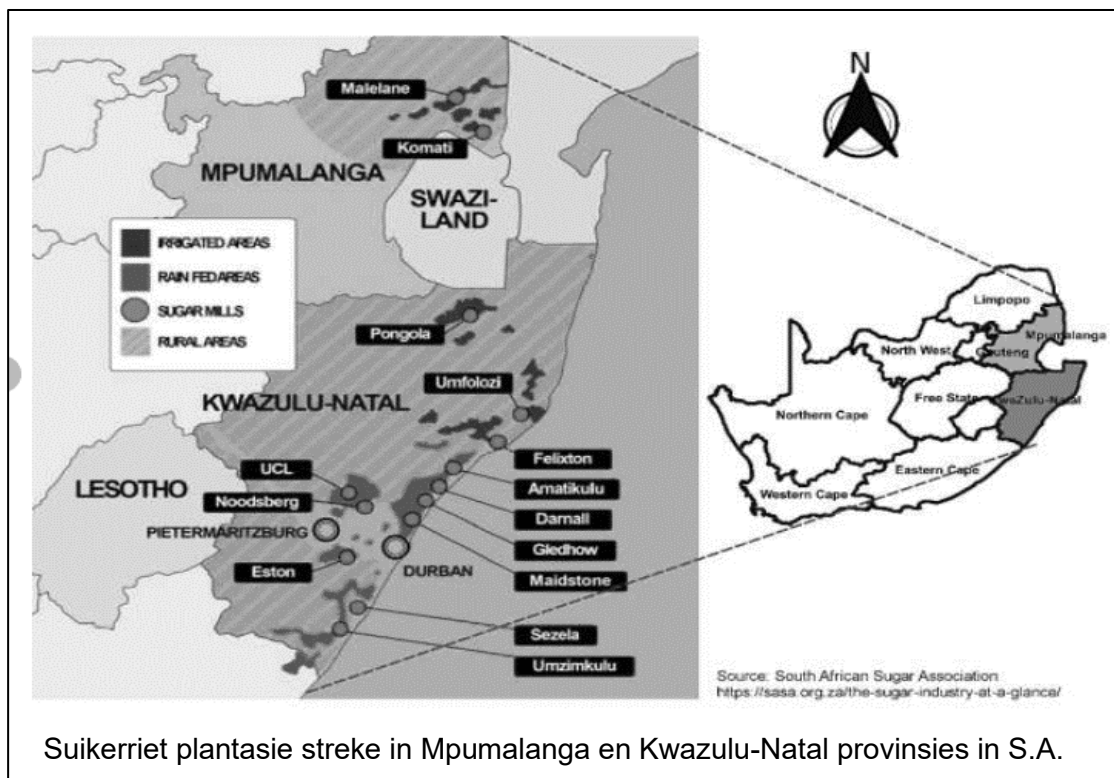 N
Malelane
Komati
MPUMALANGA
SWAZI-
LAND
IRRIGATED AREAS
RAIN FED AREAS
SUGAR MILLS
RURAL AREAS
Pongola
Umfolozi
KWAZULU-NATAL
UCL
Felixton
LESOTHO
Noodsberg
Amatikulu
PIETERMARITZBURG
Darnall
Gledhow
Eston
DURBAN
Maidstone
Sezela
Umzimkulu
Limpopo
Mpumalanga
North West
Gauteng
Free State
KwaZulu-Natal
Northern Cape
Eastern Cape
Western Cape
Source: South African Sugar Association
https://sasa.org.za/the-sugar-industry-at-a-glance/
Suikerriet plantasie streke in Mpumalanga en Kwazulu-Natal provinsies in S.A.